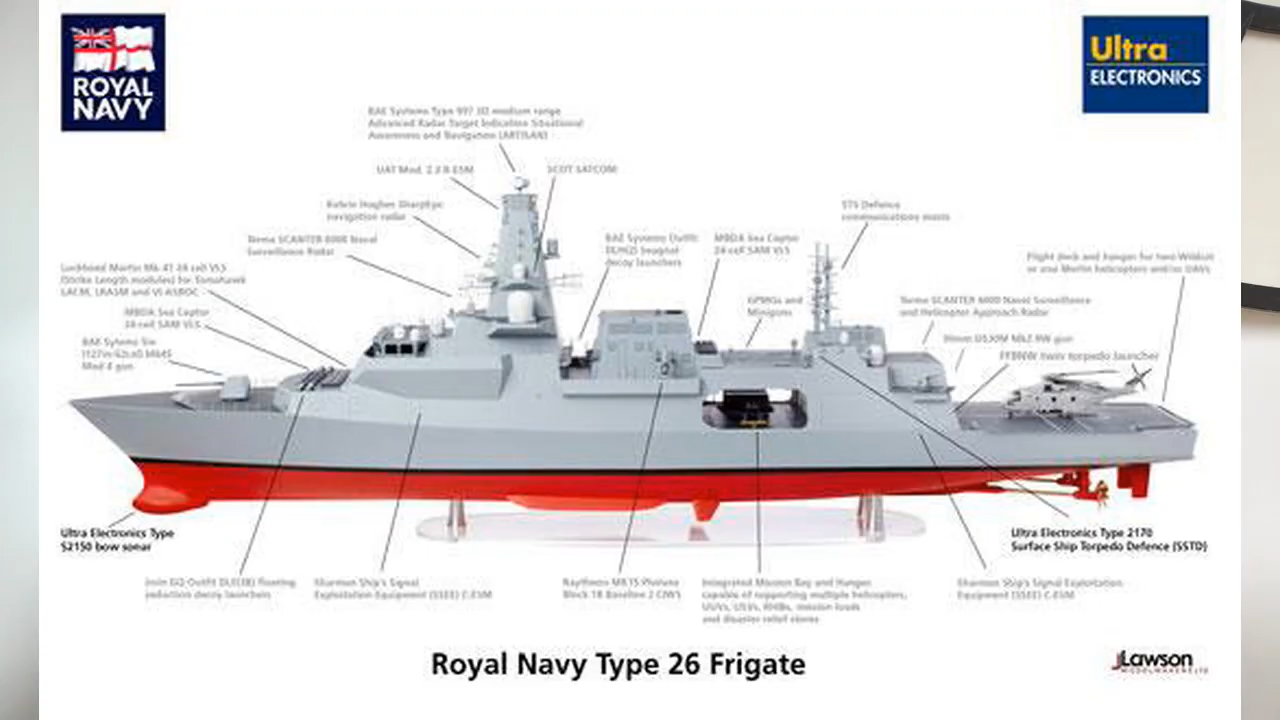 ROYAL
NAVY
Ultra
ELECTRONICS
BAE Systems Type 997 3D medium range
Advanced Radar Target Indication Situational
Awareness and Navigation (ARTISAN)
UAT Mod. 2.3 R-ESM
SCOT SATCOM
Kelvin Hughes SharpEye
navigation radar
STS Defence
communications masts
Terma SCANTER 6000 Naval
Surveillance Radar
BAE Systems Outfit
decoy launchers
MBDA Sea Ceptor
24 cell SAM VLS
Flight deck and hangar for two Wildcat
or one Merlin helicopters and/or UAVs
Lockheed Martin Mk 41 24 cell VLS
(Strike Length modules) for Tomahawk
LACM, LRASM and VL-ASROC
GPMGs and
Miniguns
Terma SCANTER 6000 Naval Surveillance
and Helicopter Approach Radar
MBDA Sea Ceptor
24 cell SAM VLS
30mm DS30M Mk2 RW gun
BAE Sytems 5in
Mod 4 gun
FFBNW twin torpedo launcher
Ultra Electronics Type
S2150 bow sonar
Ultra Electronics Type 2170
Surface Ship Torpedo Defence (SSTD)
Irvin GQ Outfit DLF(3B) floating
seduction decoy launchers
Shaman Ship's Signal
Exploitation Equipment (SSEE) C-ESM
Raytheon MK15 Phalanx
Block 1B Baseline 2 CIWS
Integrated Mission Bay and Hangar
capable of supporting multiple helicopters,
UUVs, USVs, RHIBs, mission loads
and disaster relief stores
Shaman Ship's Signal Exploitation
Equipment (SSEE) C-ESM
Royal Navy Type 26 Frigate
Lawson
MODELMAKERS LTD